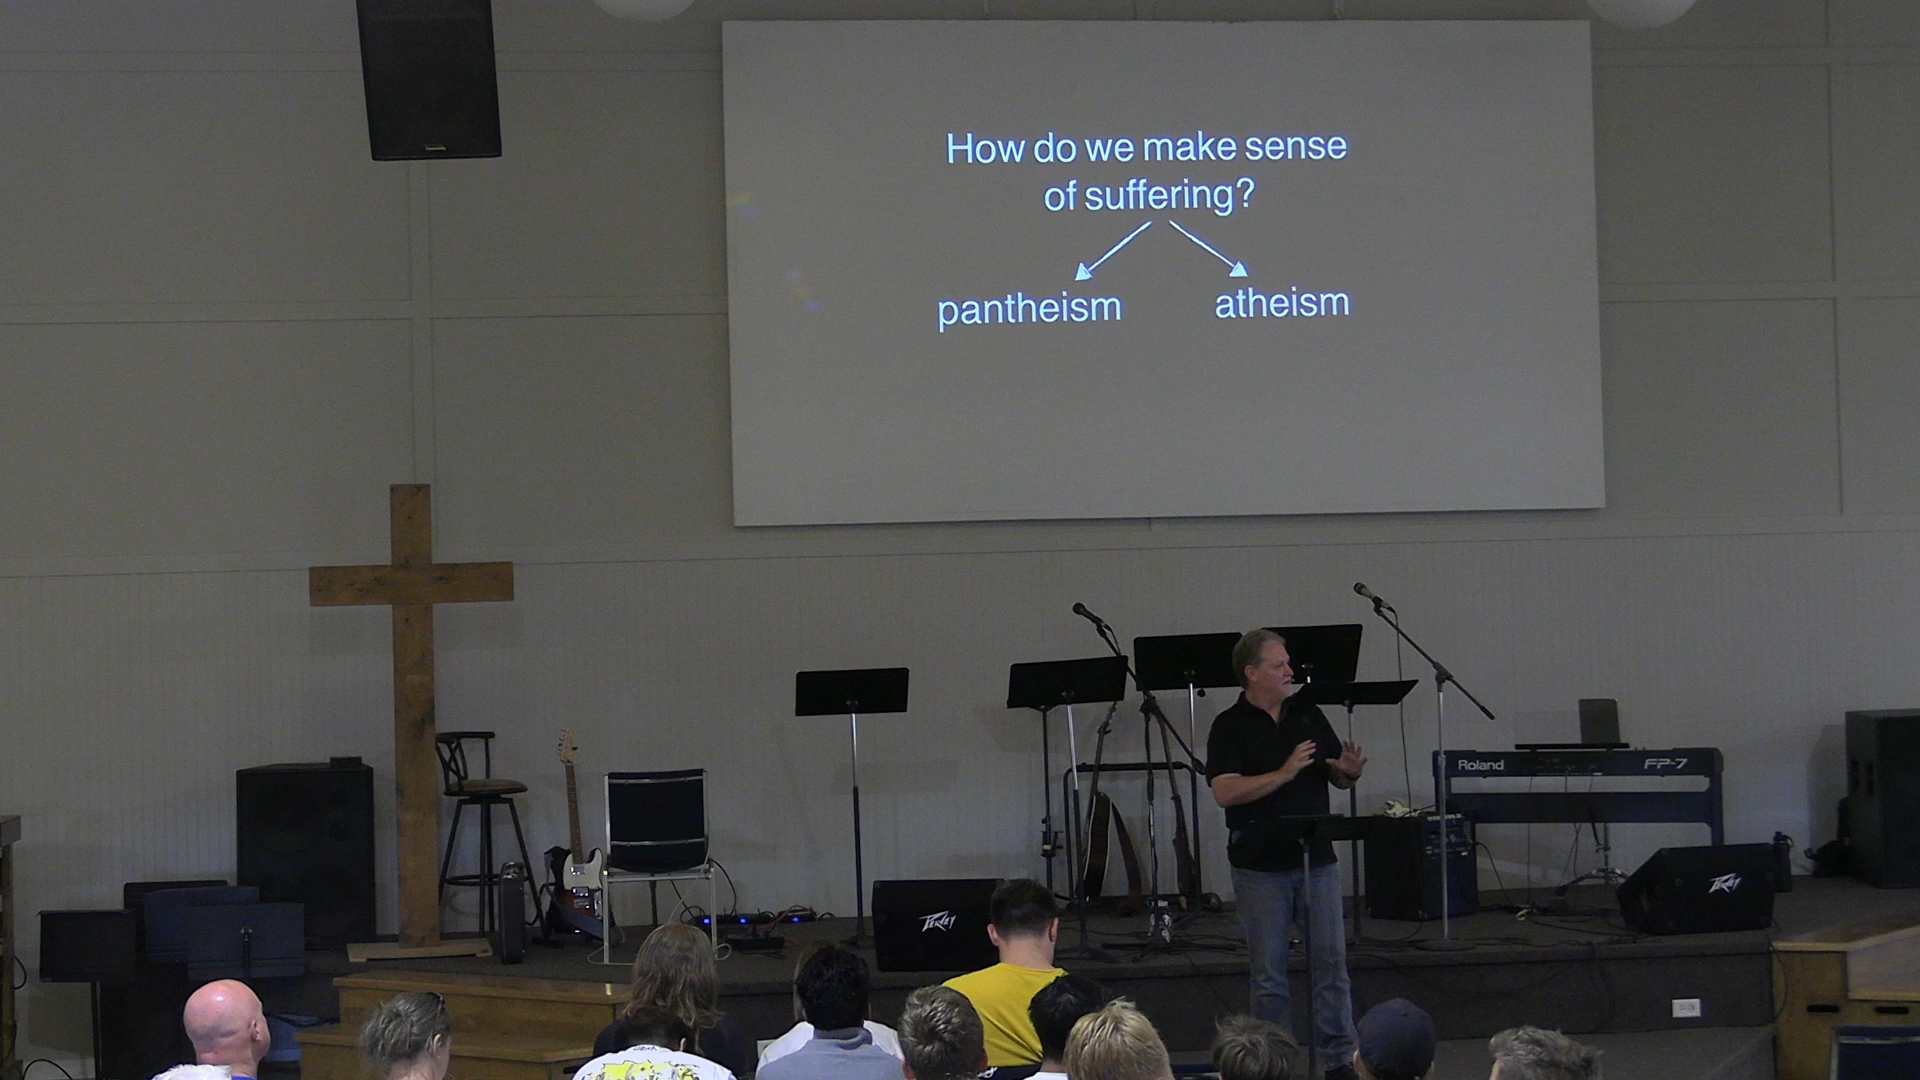 How do we make sense
of suffering?
pantheism atheism
Roland FP-7
PEAVEY
PEAVEY